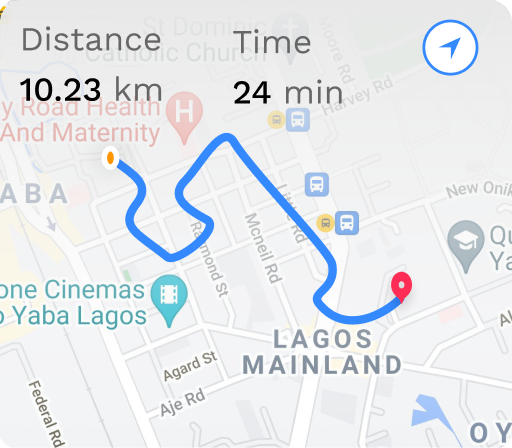 St Dominic
Catholic Church
Distance
Time
10.23 km
24 min
Moore Rd
Harvey Rd
y Road Health
And Maternity
H
ABA
New Onik
Little Rd
Mcneil Rd
Raymond St
Qu
Ya
one Cinemas
o Yaba Lagos
LAGOS
MAINLAND
Agard St
Aje Rd
Federal Rd
Al
OY